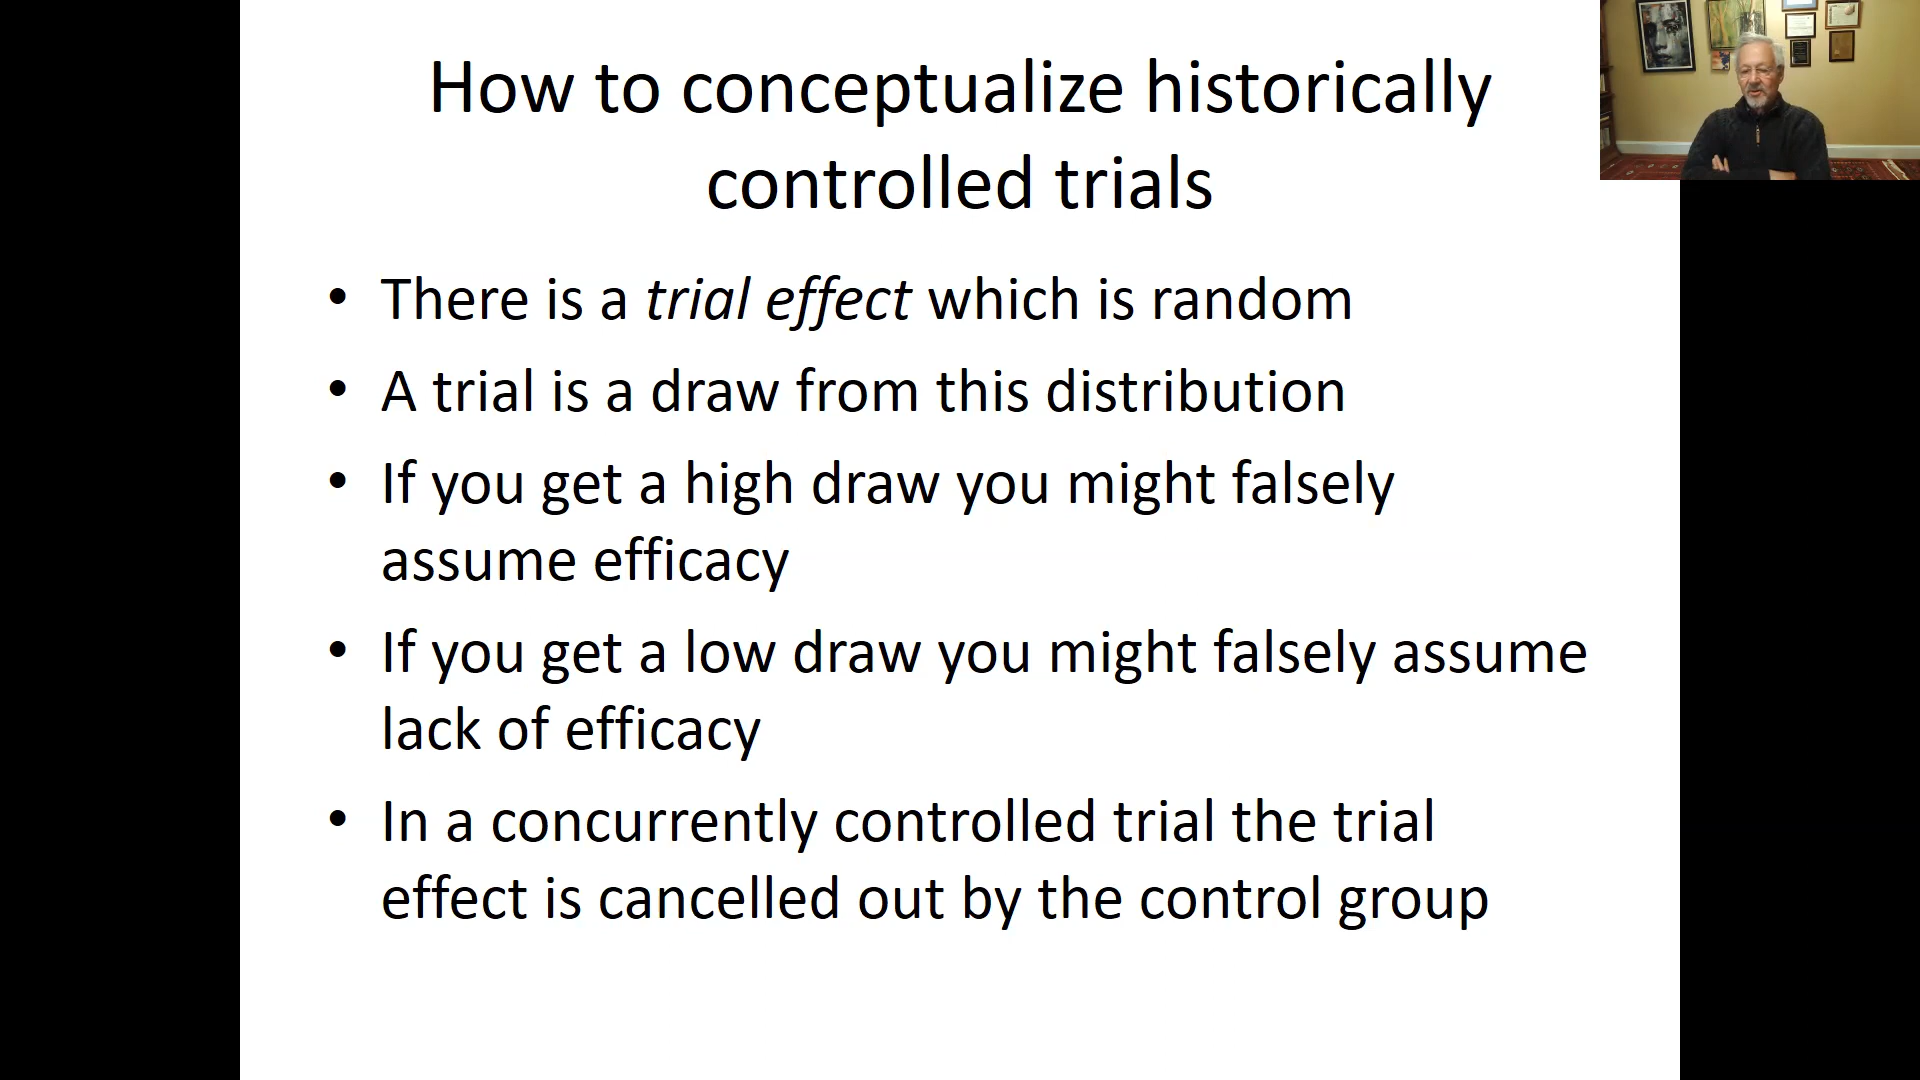 How to conceptualize historically
controlled trials
• There is a trial effect which is random
• A trial is a draw from this distribution
• If you get a high draw you might falsely
assume efficacy
• If you get a low draw you might falsely assume
lack of efficacy
• In a concurrently controlled trial the trial
effect is cancelled out by the control group